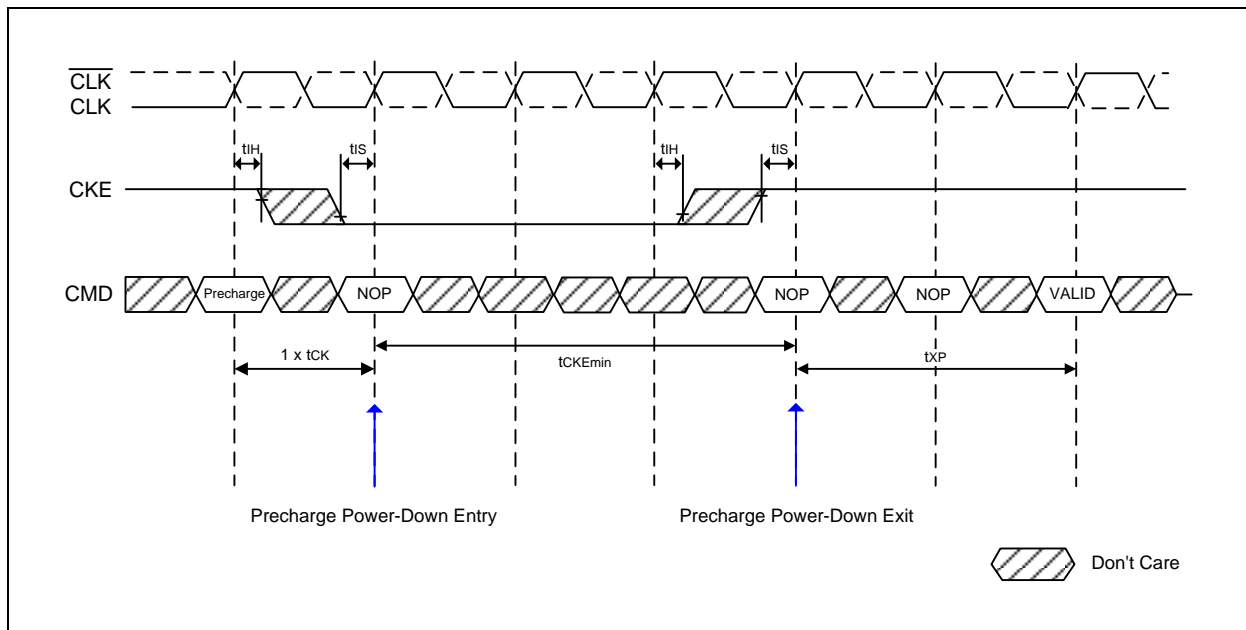 CLK
CLK
tIH
tIS
tIH
tIS
CKE
CMD
Precharge
NOP
NOP
NOP
VALID
1 x tCK
tCKEmin
tXP
Precharge Power-Down Entry
Precharge Power-Down Exit
Don't Care